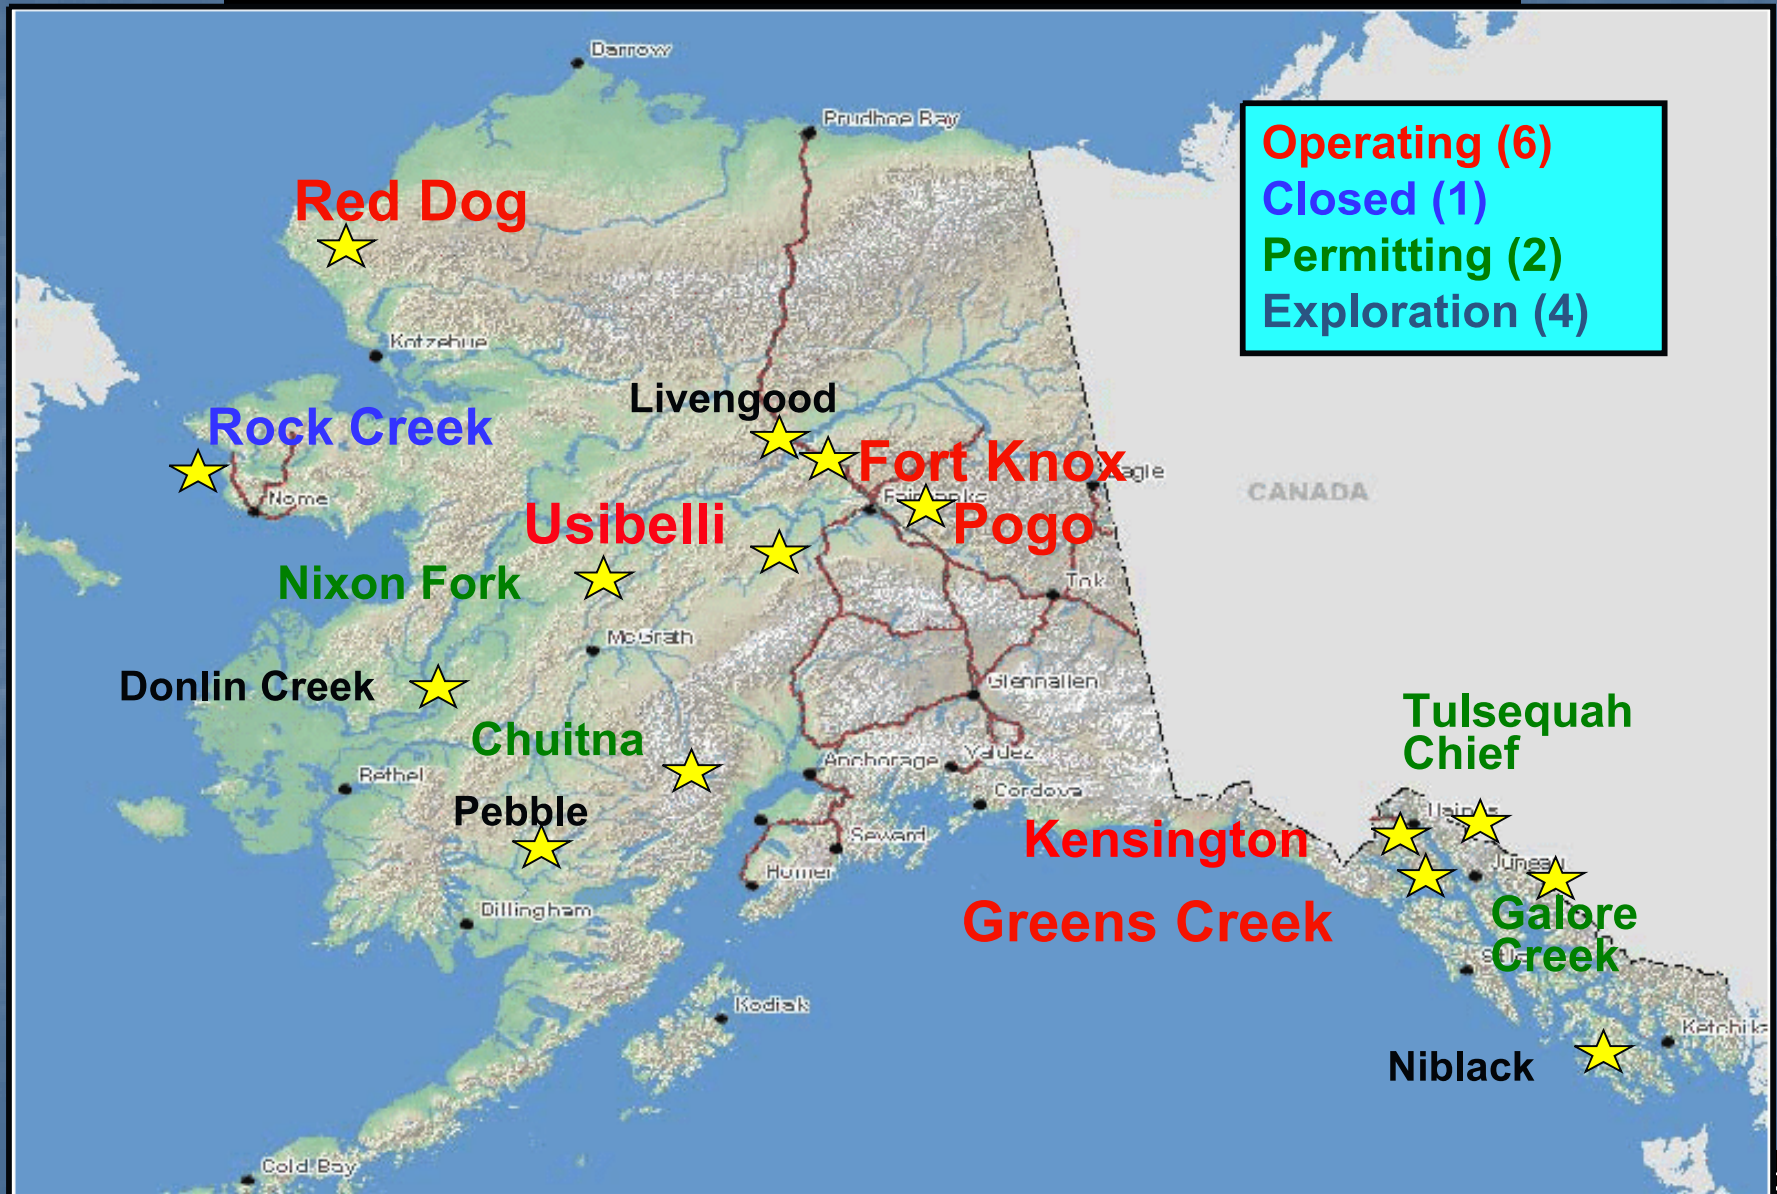 Barrow
Prudhoe Bay
Operating (6)
Closed (1)
Permitting (2)
Exploration (4)
Red Dog
Kotzebue
Livengood
Rock Creek
Fort Knox
Eagle
CANADA
Nome
Fairbanks
Usibelli
Pogo
Nixon Fork
Tok
McGrath
Donlin Creek
Glennallen
Tulsequah
Chief
Chuitna
Valdez
Anchorage
Bethel
Cordova
Pebble
Haines
Kensington
Seward
Juneau
Homer
Galore
Creek
Greens Creek
Dillingham
Kodiak
Niblack
Cold Bay